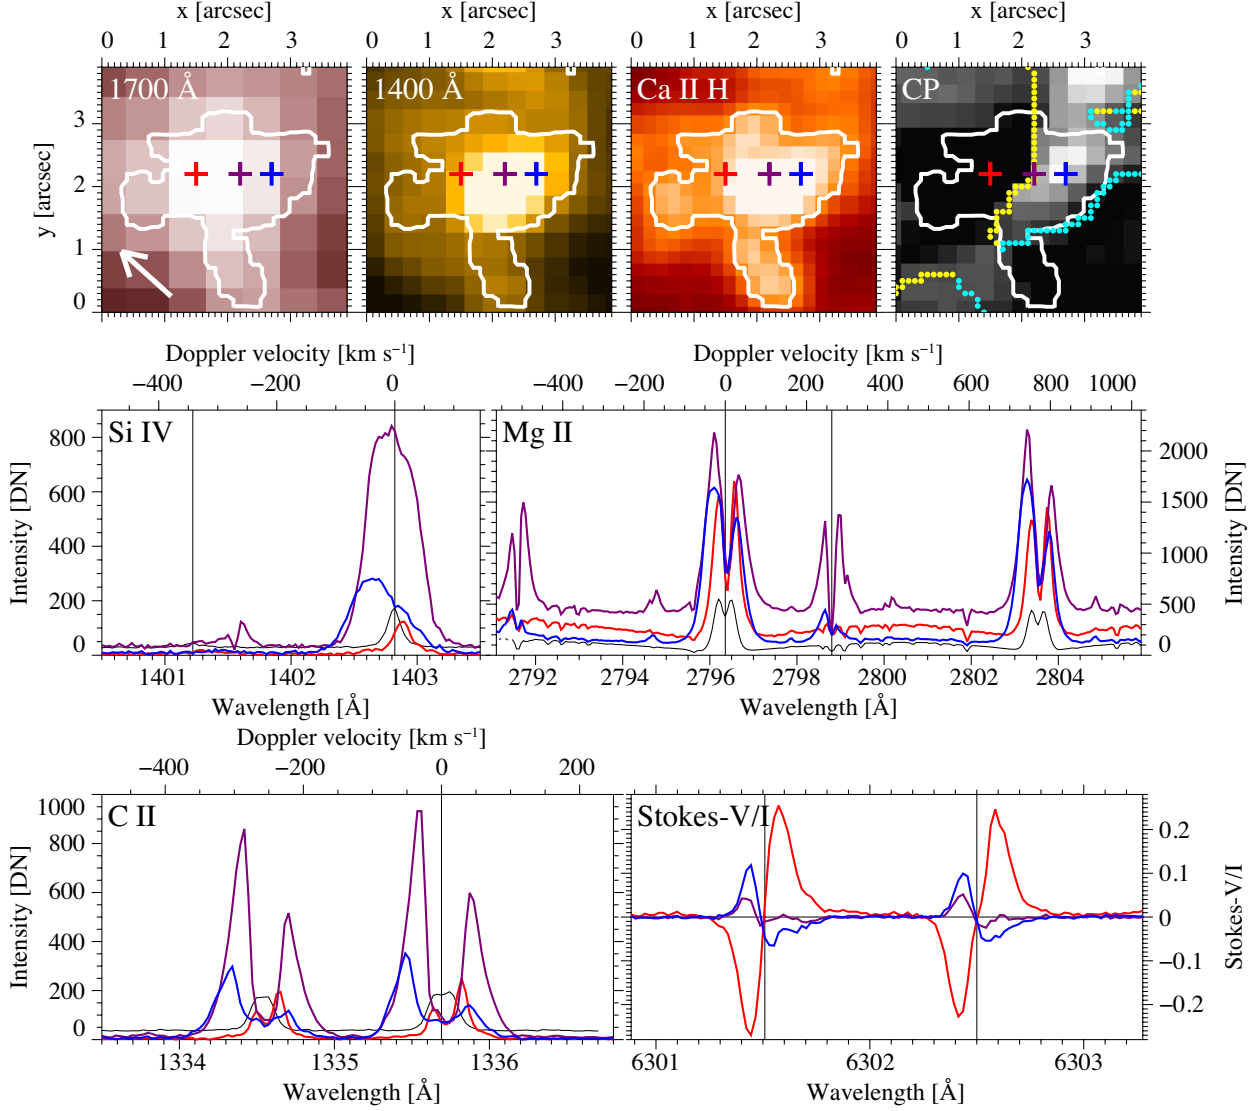 x [arcsec] x [arcsec] x [arcsec] x [arcsec]
0 1 2 3 0 1 2 3 0 1 2 3 0 1 2 3
1700 Å 1400 Å Ca II H CP
y [arcsec]
3
2
1
0
Doppler velocity [km s⁻¹] Doppler velocity [km s⁻¹]
−400 −200 0 −400 −200 0 200 400 600 800 1000
Si IV Mg II
Intensity [DN]
800
600
400
200
0
2000
1500
1000
500
0
Intensity [DN]
1401 1402 1403 2792 2794 2796 2798 2800 2802 2804
Wavelength [Å] Wavelength [Å]
Doppler velocity [km s⁻¹]
−400 −200 0 200
C II Stokes-V/I
Intensity [DN]
1000
800
600
400
200
0
0.2
0.1
0
−0.1
−0.2
Stokes-V/I
1334 1335 1336 6301 6302 6303
Wavelength [Å] Wavelength [Å]